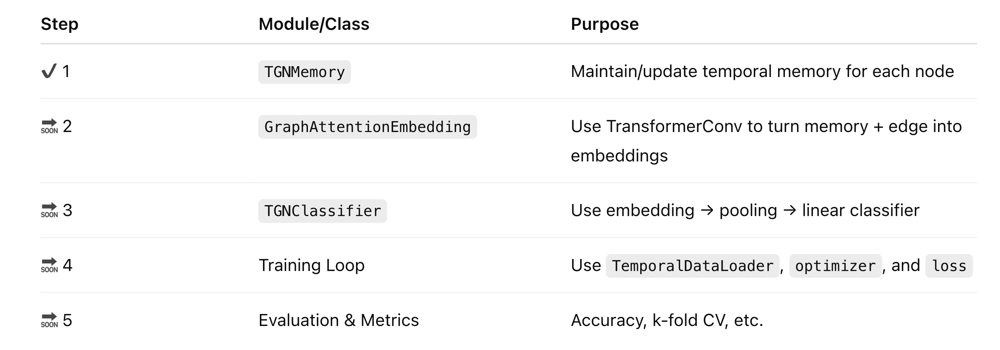 Step Module/Class Purpose
✔ 1 TGNMemory Maintain/update temporal memory for each node
🔜 2 GraphAttentionEmbedding Use TransformerConv to turn memory + edge into
embeddings
🔜 3 TGNClassifier Use embedding → pooling → linear classifier
🔜 4 Training Loop Use TemporalDataLoader, optimizer, and loss
🔜 5 Evaluation & Metrics Accuracy, k-fold CV, etc.